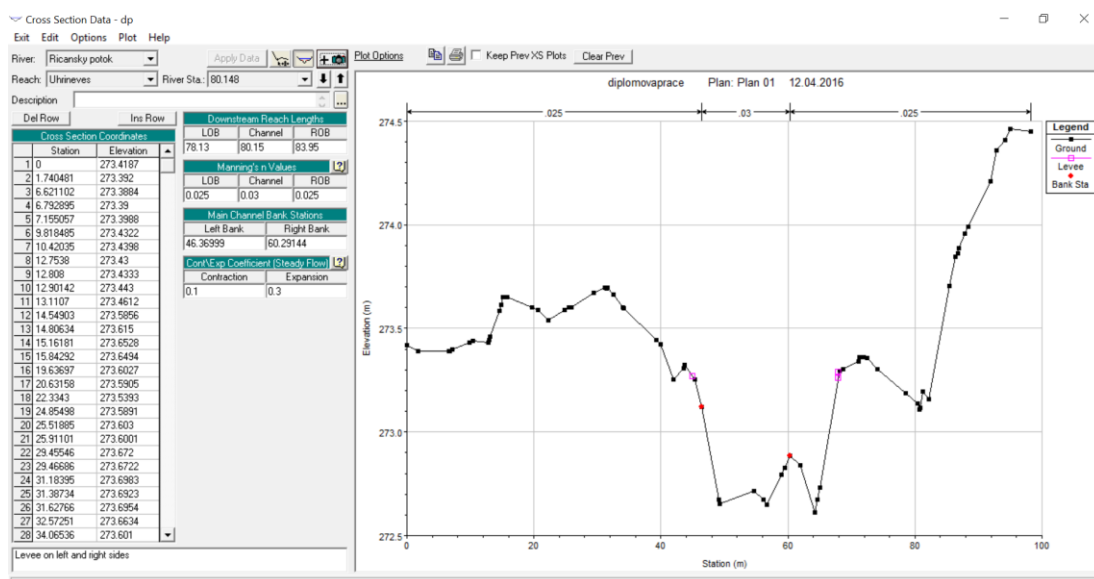 Cross Section Data - dp
Exit Edit Options Plot Help
River: Ricansky potok Apply Data Plot Options Keep Prev XS Plots Clear Prev
Reach: Uhrineves River Sta.: 80.148
Description ...
Del Row Ins Row
Cross Section Coordinates
Station Elevation
1 0 273.4187
2 1.740481 273.392
3 6.621102 273.3884
4 6.792895 273.39
5 7.155057 273.3988
6 9.818485 273.4322
7 10.42035 273.4398
8 12.7538 273.43
9 12.808 273.4333
10 12.90142 273.443
11 13.1107 273.4612
12 14.54903 273.5856
13 14.80634 273.615
14 15.16181 273.6528
15 15.84292 273.6494
16 19.63697 273.6027
17 20.63158 273.5905
18 22.3343 273.5393
19 24.85498 273.5891
20 25.51885 273.603
21 25.91101 273.6001
22 29.45546 273.672
23 29.46686 273.6722
24 31.18395 273.6983
25 31.38734 273.6923
26 31.62766 273.6954
27 32.57251 273.6634
28 34.06536 273.601
Downstream Reach Lengths
LOB Channel ROB
78.13 80.15 83.95
Manning's n Values ?
LOB Channel ROB
0.025 0.03 0.025
Main Channel Bank Stations
Left Bank Right Bank
46.36999 60.29144
Cont\Exp Coefficient (Steady Flow) ?
Contraction Expansion
0.1 0.3
Levee on left and right sides
diplomovaprace Plan: Plan 01 12.04.2016
.025 .03 .025
274.5
274.0
273.5
273.0
272.5
Elevation (m)
0 20 40 60 80 100
Station (m)
Legend
Ground
Levee
Bank Sta